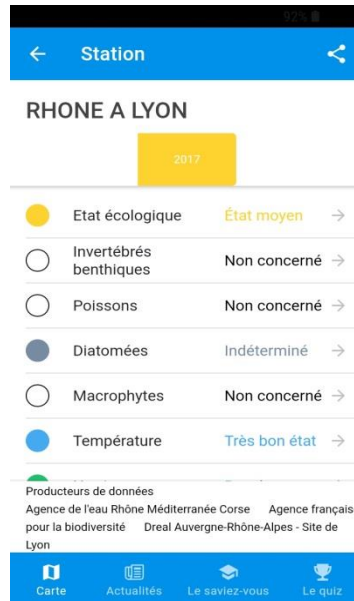 92%
Station
RHONE A LYON
2017
Etat écologique État moyen
Invertébrés
benthiques Non concerné
Poissons Non concerné
Diatomées Indéterminé
Macrophytes Non concerné
Température Très bon état
Producteurs de données
Agence de l'eau Rhône Méditerranée Corse Agence français
pour la biodiversité Dreal Auvergne-Rhône-Alpes - Site de
Lyon
Carte Actualités Le saviez-vous Le quiz